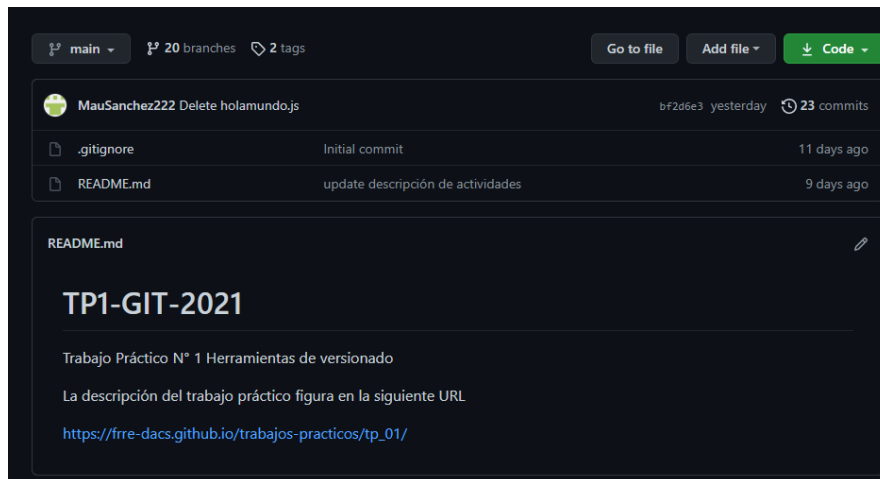 main 20 branches 2 tags Go to file Add file Code
MauSanchez222 Delete holamundo.js bf2d6e3 yesterday 23 commits
.gitignore Initial commit 11 days ago
README.md update descripción de actividades 9 days ago
README.md
TP1-GIT-2021
Trabajo Práctico N° 1 Herramientas de versionado
La descripción del trabajo práctico figura en la siguiente URL
https://frre-dacs.github.io/trabajos-practicos/tp_01/